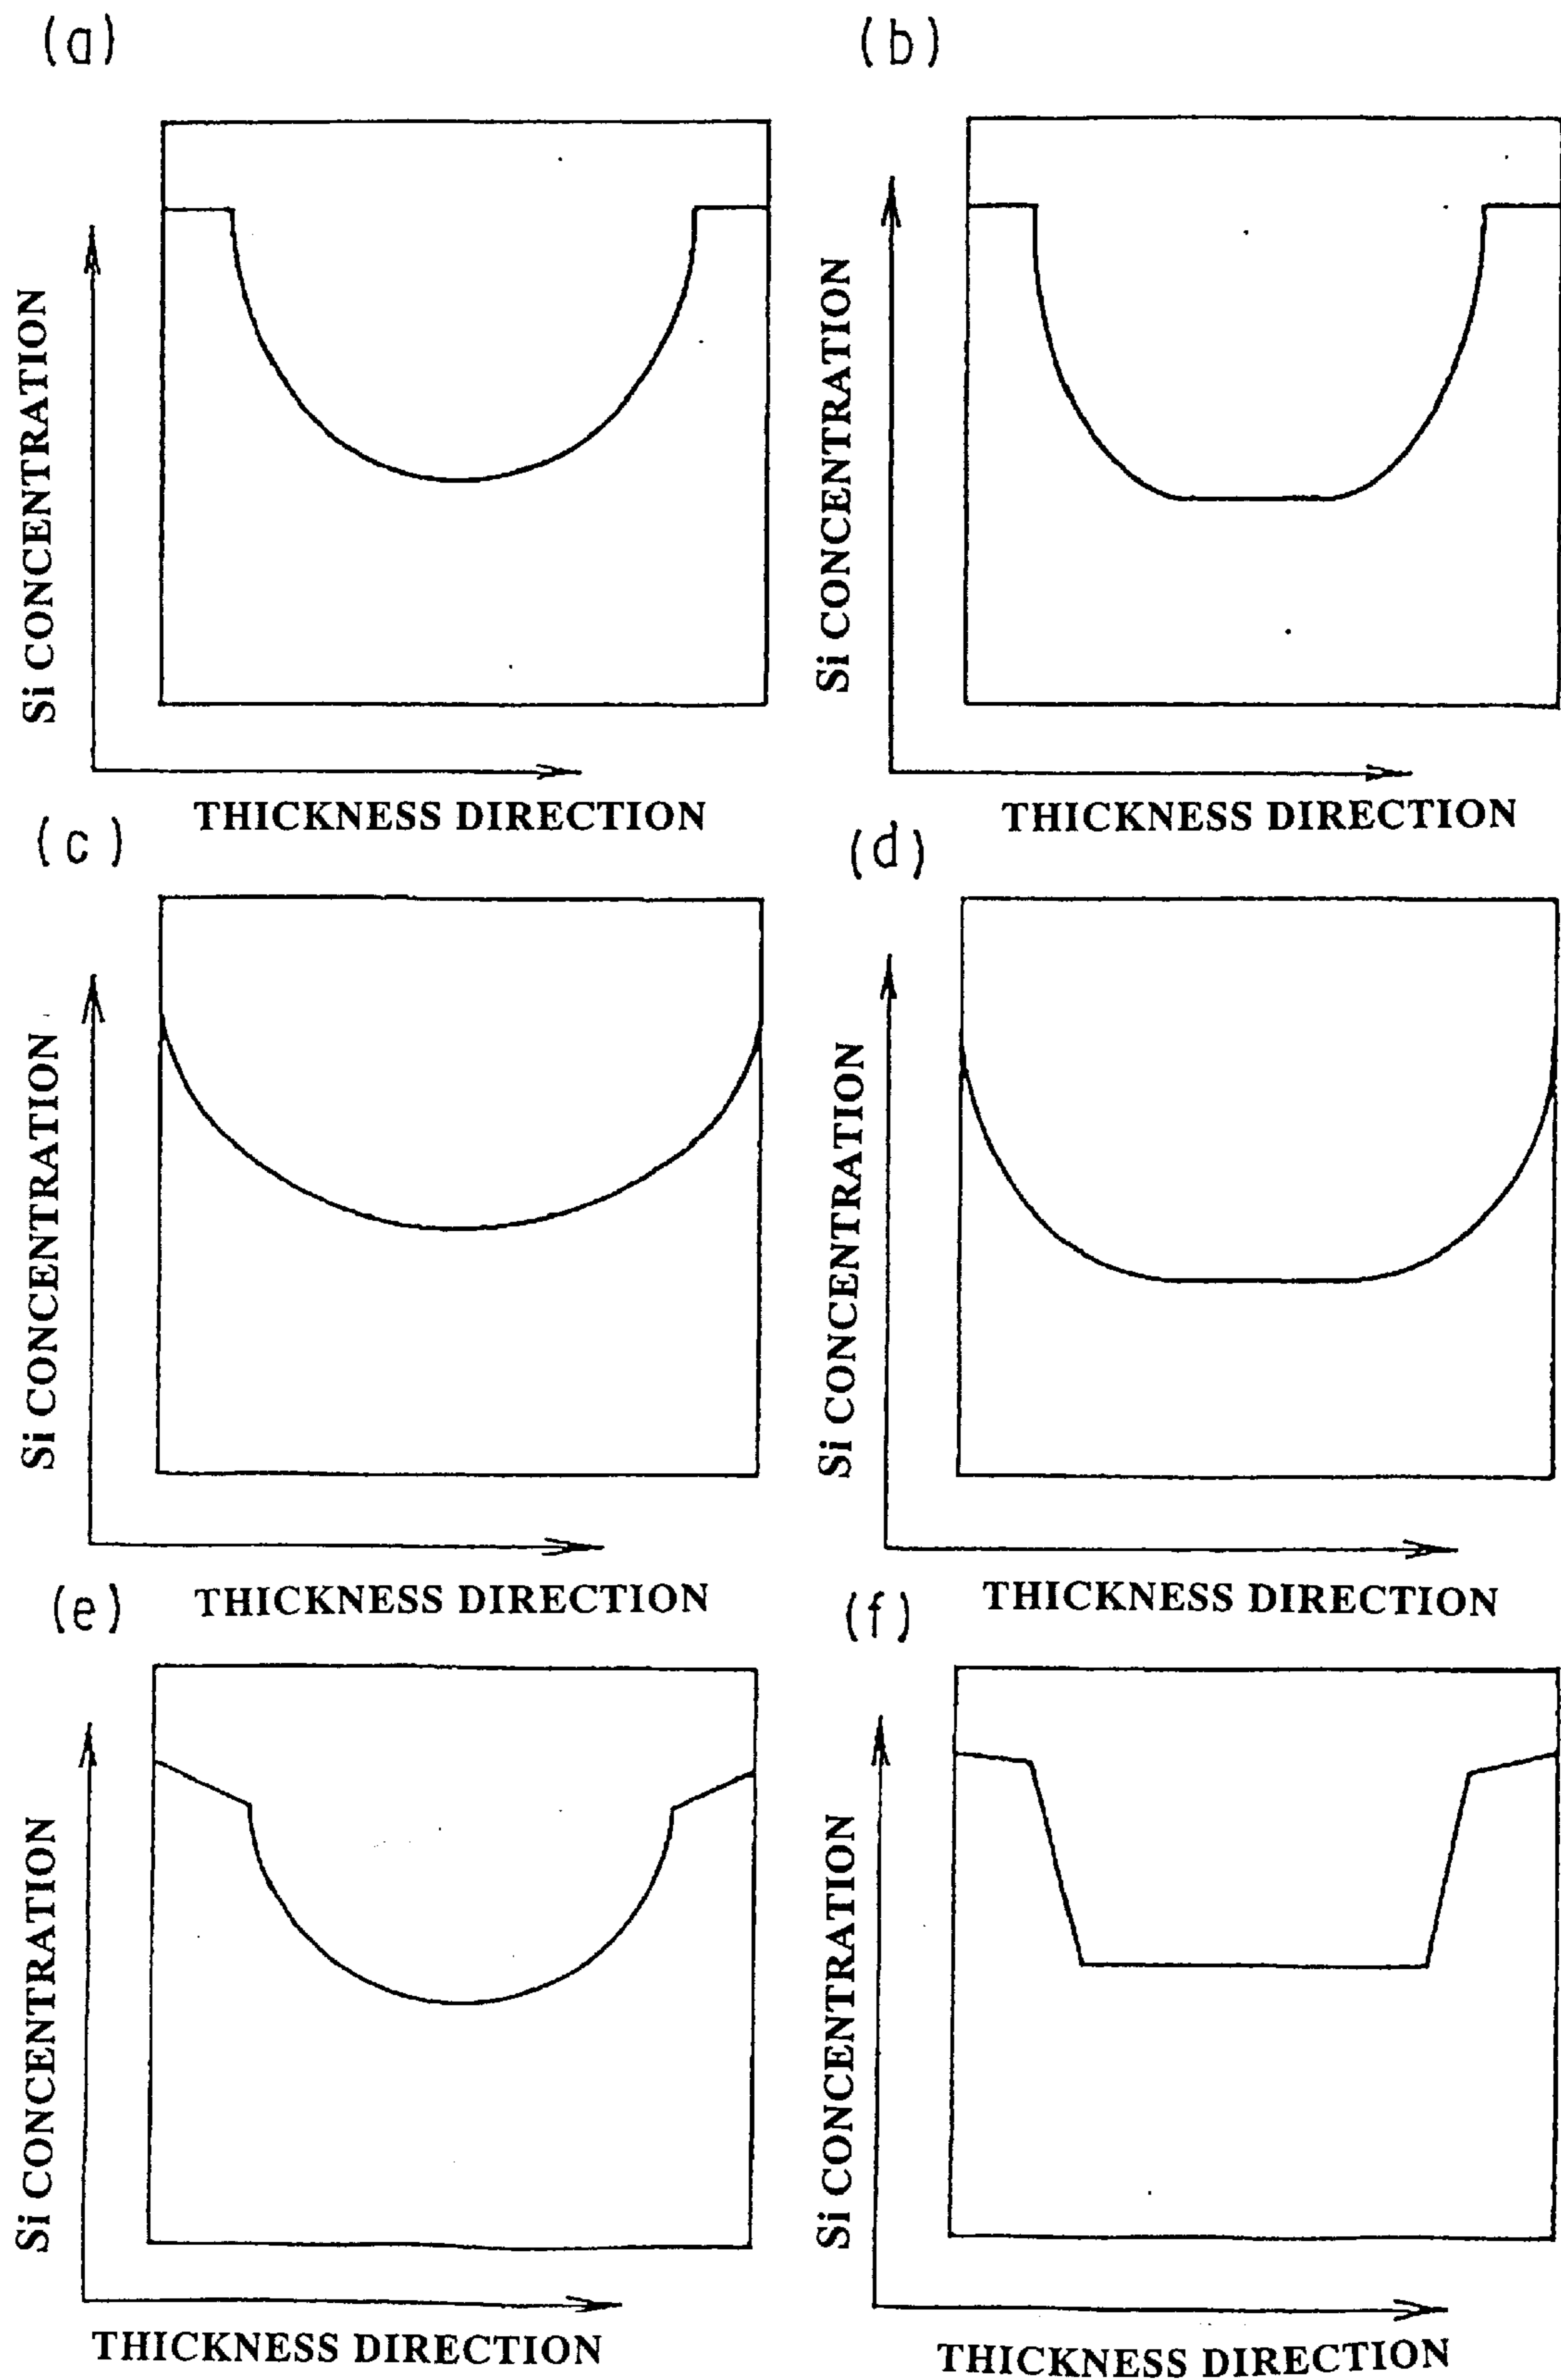 (a)
Si CONCENTRATION
THICKNESS DIRECTION
(b)
Si CONCENTRATION
THICKNESS DIRECTION
(c)
Si CONCENTRATION
THICKNESS DIRECTION
(d)
Si CONCENTRATION
THICKNESS DIRECTION
(e)
Si CONCENTRATION
THICKNESS DIRECTION
(f)
Si CONCENTRATION
THICKNESS DIRECTION